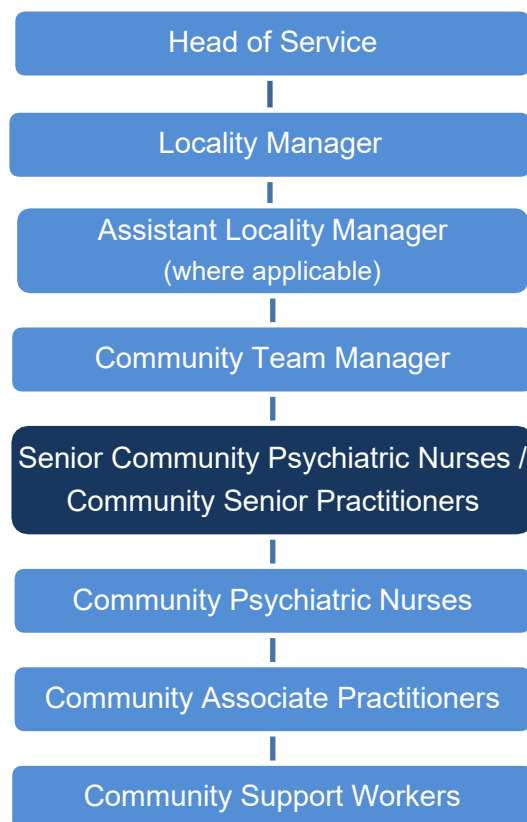 Head of Service
Locality Manager
Assistant Locality Manager
(where applicable)
Community Team Manager
Senior Community Psychiatric Nurses /
Community Senior Practitioners
Community Psychiatric Nurses
Community Associate Practitioners
Community Support Workers